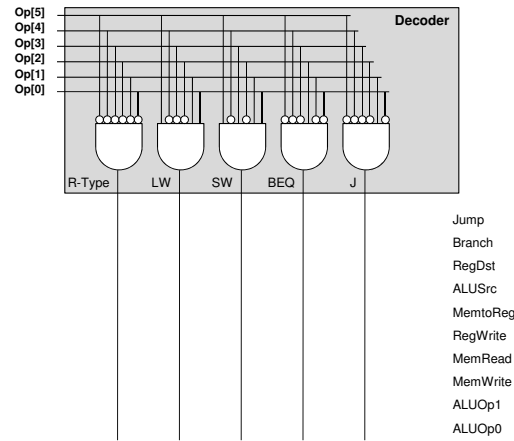 Op[5]
Decoder
Op[4]
Op[3]
Op[2]
Op[1]
Op[0]
R-Type LW SW BEQ J
Jump
Branch
RegDst
ALUSrc
MemtoReg
RegWrite
MemRead
MemWrite
ALUOp1
ALUOp0